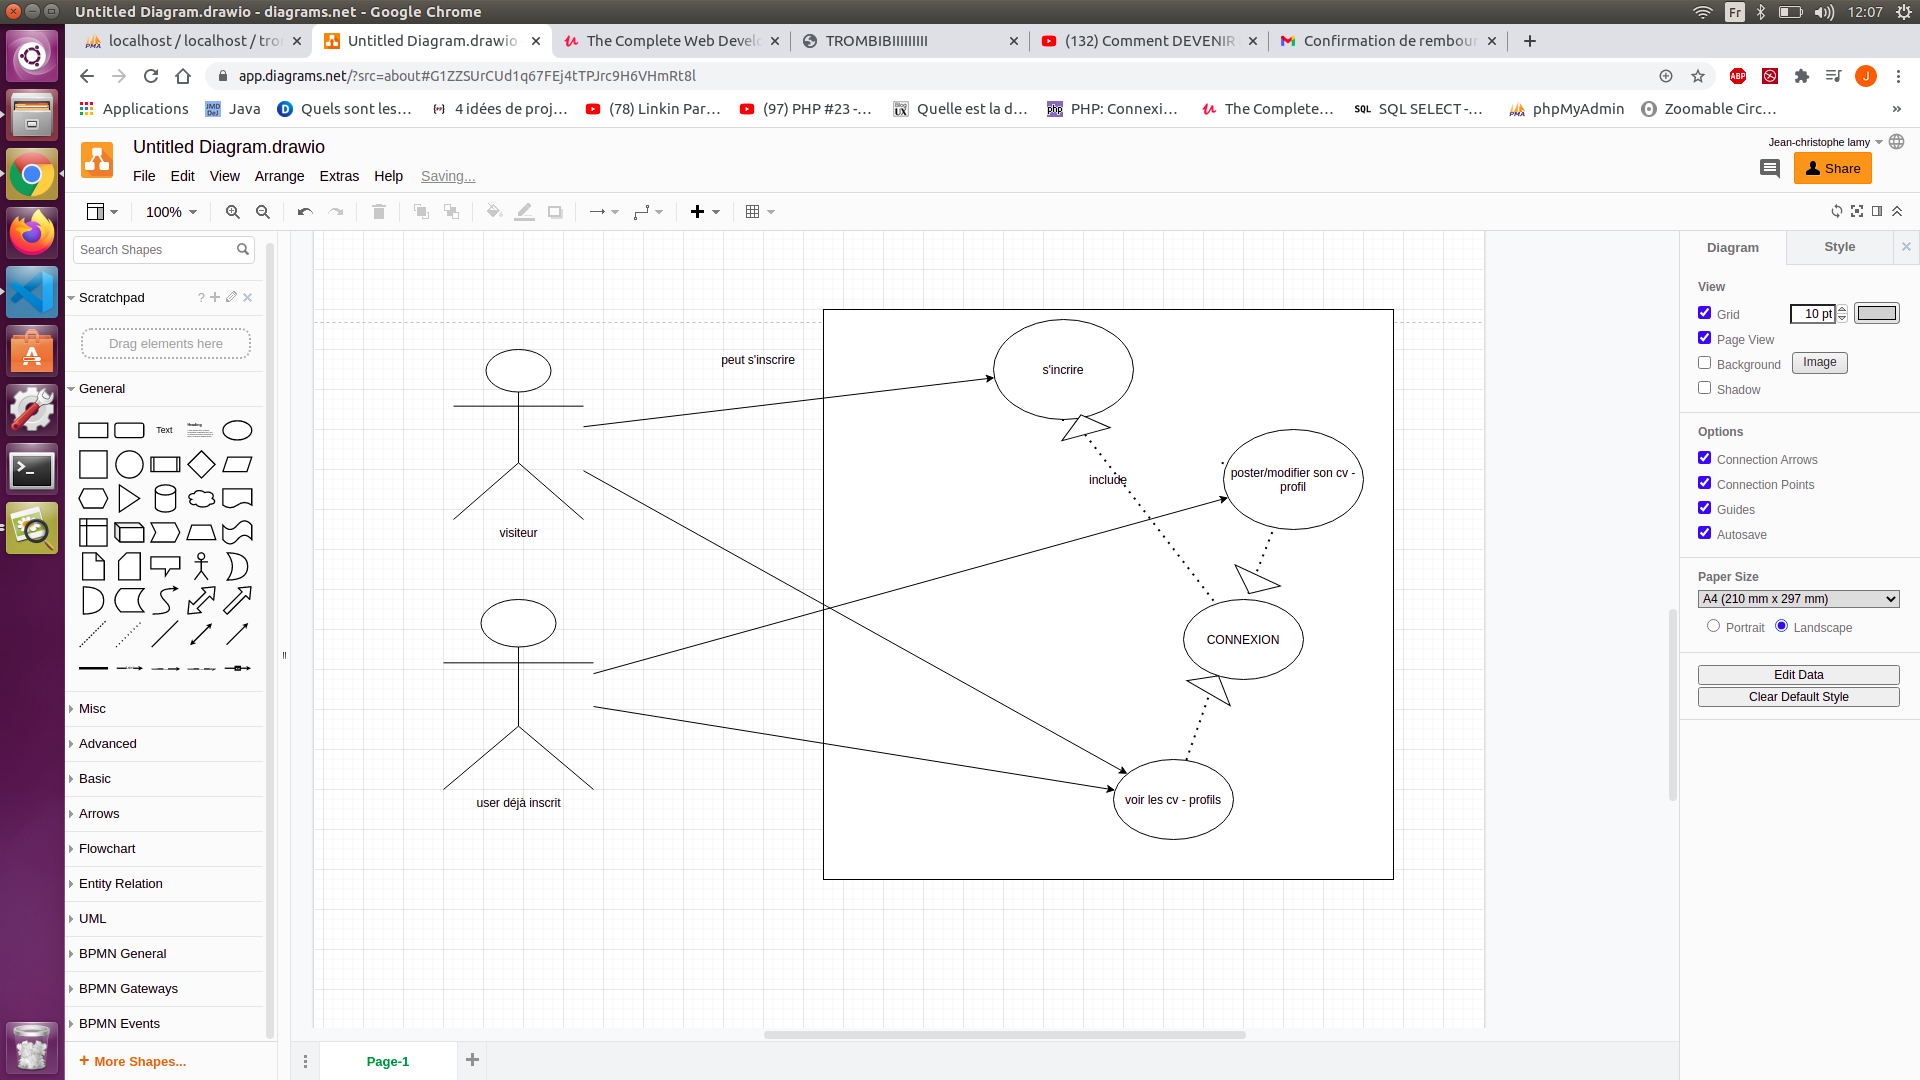 Untitled Diagram.drawio - diagrams.net - Google Chrome
Fr
12:07
localhost / localhost / tro
Untitled Diagram.drawio
The Complete Web Devel
TROMBIBIIIIIIIII
(132) Comment DEVENIR
Confirmation de rembour
app.diagrams.net/?src=about#G1ZZSUrCUd1q67FEj4tTPJrc9H6VHmRt8l
ABP
J
Applications
Java
Quels sont les…
4 idées de proj…
(78) Linkin Par…
(97) PHP #23 -…
Quelle est la d…
PHP: Connexi…
The Complete…
SQL SELECT -…
phpMyAdmin
Zoomable Circ…
»
Untitled Diagram.drawio
Jean-christophe lamy
File
Edit
View
Arrange
Extras
Help
Saving...
Share
100%
Search Shapes
Scratchpad
?
Drag elements here
General
Text
Heading
Misc
Advanced
Basic
Arrows
Flowchart
Entity Relation
UML
BPMN General
BPMN Gateways
BPMN Events
+ More Shapes...
peut s'inscrire
s'incrire
include
poster/modifier son cv -
profil
visiteur
CONNEXION
user déjà inscrit
voir les cv - profils
Page-1
Diagram
Style
View
Grid
10 pt
Page View
Background
Image
Shadow
Options
Connection Arrows
Connection Points
Guides
Autosave
Paper Size
A4 (210 mm x 297 mm)
Portrait
Landscape
Edit Data
Clear Default Style